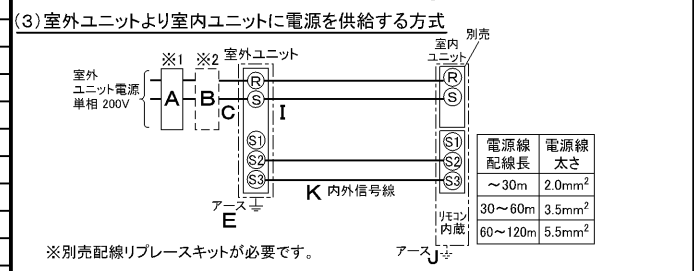 (3)室外ユニットより室内ユニットに電源を供給する方式
別売
※1 ※2 室外ユニット 室内
ユニット
室外
ユニット電源
単相 200V
A B C I
R R
S S
S1 S1
S2 S2
S3 S3
K 内外信号線
アース
E
リモコン
内蔵
アース J
電源線
配線長 電源線
太さ
~30m 2.0mm²
30~60m 3.5mm²
60~120m 5.5mm²
※別売配線リプレースキットが必要です。